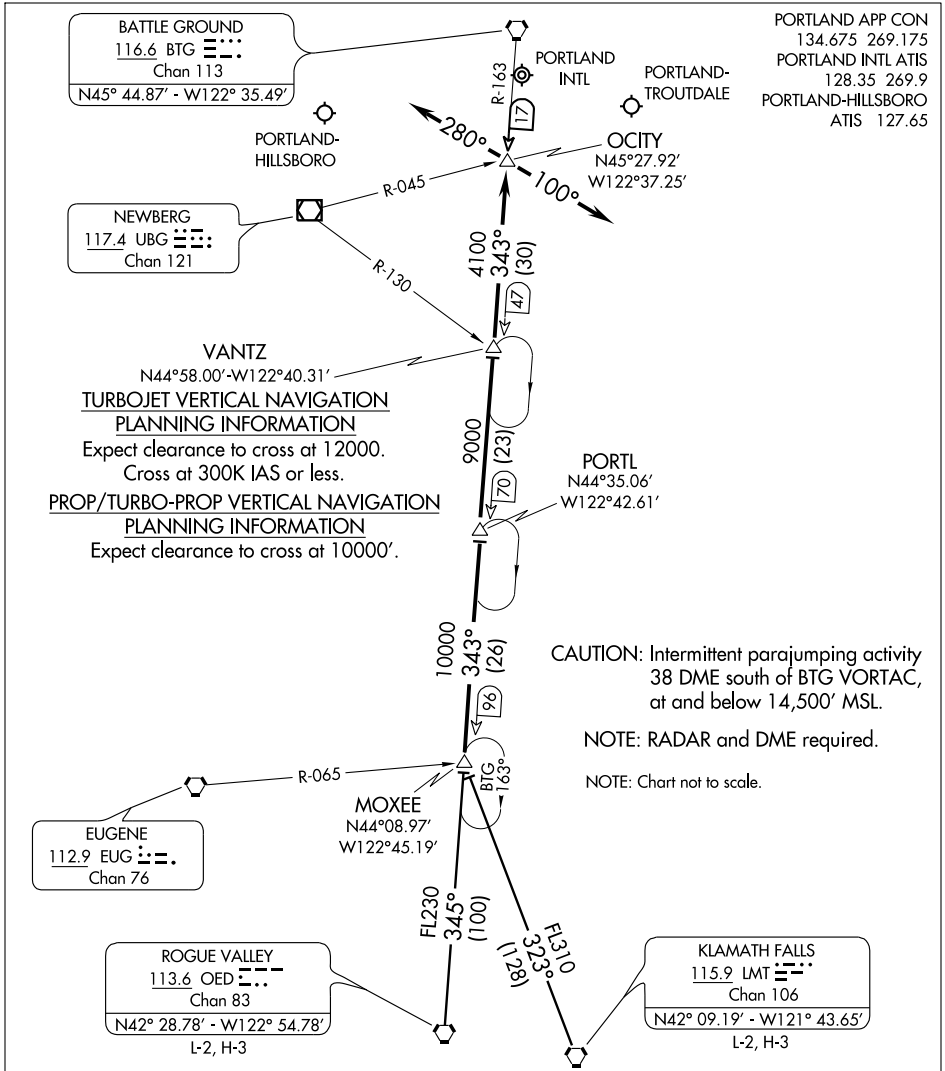 BATTLE GROUND
116.6 BTG
Chan 113
N45° 44.87' - W122° 35.49'
PORTLAND APP CON
134.675 269.175
PORTLAND INTL ATIS
128.35 269.9
PORTLAND-HILLSBORO
ATIS 127.65
R-163
PORTLAND
INTL
PORTLAND-
TROUTDALE
17
PORTLAND-
HILLSBORO
280°
OCITY
N45°27.92'
W122°37.25'
100°
R-045
NEWBERG
117.4 UBG
Chan 121
R-130
4100
343°
(30)
47
VANTZ
N44°58.00'-W122°40.31'
TURBOJET VERTICAL NAVIGATION
PLANNING INFORMATION
Expect clearance to cross at 12000.
Cross at 300K IAS or less.
PROP/TURBO-PROP VERTICAL NAVIGATION
PLANNING INFORMATION
Expect clearance to cross at 10000'.
9000
(23)
70
PORTL
N44°35.06'
W122°42.61'
10000
343°
(26)
96
CAUTION: Intermittent parajumping activity
38 DME south of BTG VORTAC,
at and below 14,500' MSL.
NOTE: RADAR and DME required.
NOTE: Chart not to scale.
R-065
BTG
163°
MOXEE
N44°08.97'
W122°45.19'
EUGENE
112.9 EUG
Chan 76
FL230
345°
(100)
FL310
323°
(128)
ROGUE VALLEY
113.6 OED
Chan 83
N42° 28.78' - W122° 54.78'
L-2, H-3
KLAMATH FALLS
115.9 LMT
Chan 106
N42° 09.19' - W121° 43.65'
L-2, H-3